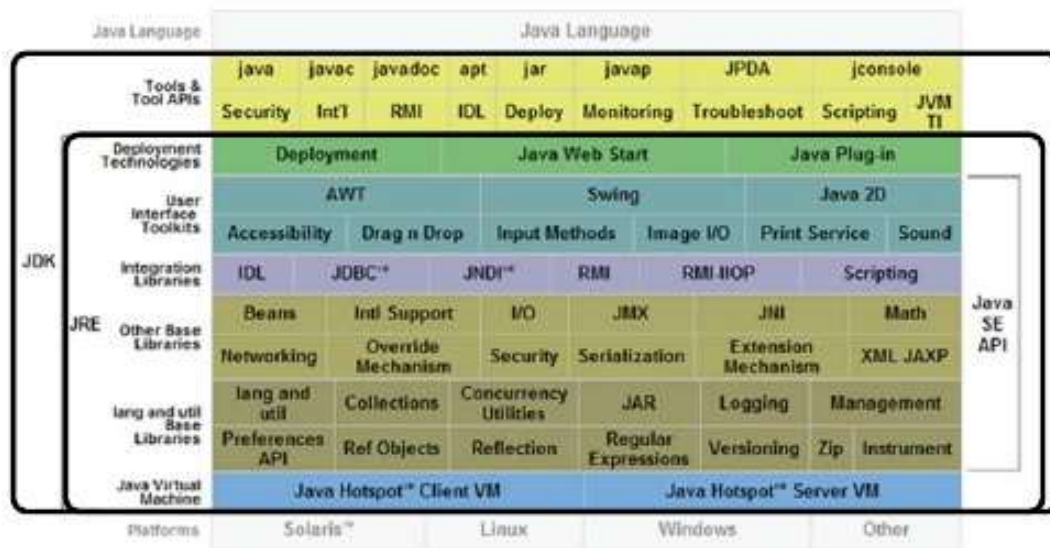 Java Language Java Language
Tools & Tool APIs
java javac javadoc apt jar javap JPDA jconsole
Security Int'l RMI IDL Deploy Monitoring Troubleshoot Scripting JVM TI
Deployment Technologies
Deployment Java Web Start Java Plug-in
User Interface Toolkits
AWT Swing Java 2D
Accessibility Drag n Drop Input Methods Image I/O Print Service Sound
JDK
Integration Libraries
IDL JDBC™ JNDI™ RMI RMI-IIOP Scripting
JRE
Other Base Libraries
Beans Intl Support I/O JMX JNI Math
Networking Override Mechanism Security Serialization Extension Mechanism XML JAXP
Java SE API
lang and util Base Libraries
lang and util Collections Concurrency Utilities JAR Logging Management
Preferences API Ref Objects Reflection Regular Expressions Versioning Zip Instrument
Java Virtual Machine
Java Hotspot™ Client VM Java Hotspot™ Server VM
Platforms Solaris™ Linux Windows Other